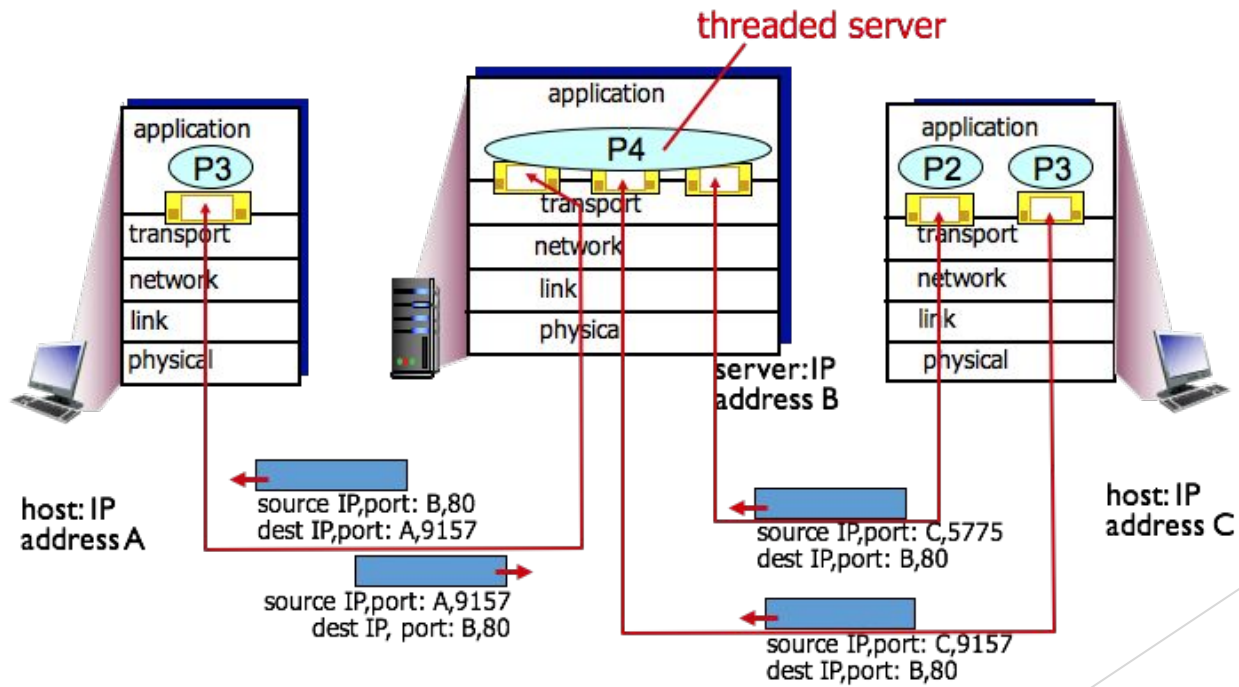 threaded server
application
P3
transport
network
link
physical
host: IP
address A
application
P4
transport
network
link
physical
server: IP
address B
application
P2
P3
transport
network
link
physical
host: IP
address C
source IP,port: B,80
dest IP,port: A,9157
source IP,port: A,9157
dest IP, port: B,80
source IP,port: C,5775
dest IP,port: B,80
source IP,port: C,9157
dest IP,port: B,80